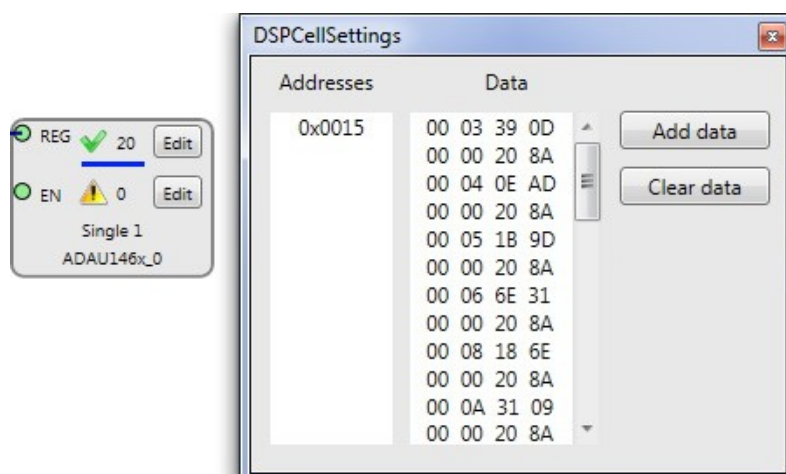 REG 20 Edit
EN 0 Edit
Single 1
ADAU146x_0
DSPCellSettings
Addresses Data
0x0015 00 03 39 0D Add data
00 00 20 8A
00 04 0E AD Clear data
00 00 20 8A
00 05 1B 9D
00 00 20 8A
00 06 6E 31
00 00 20 8A
00 08 18 6E
00 00 20 8A
00 0A 31 09
00 00 20 8A